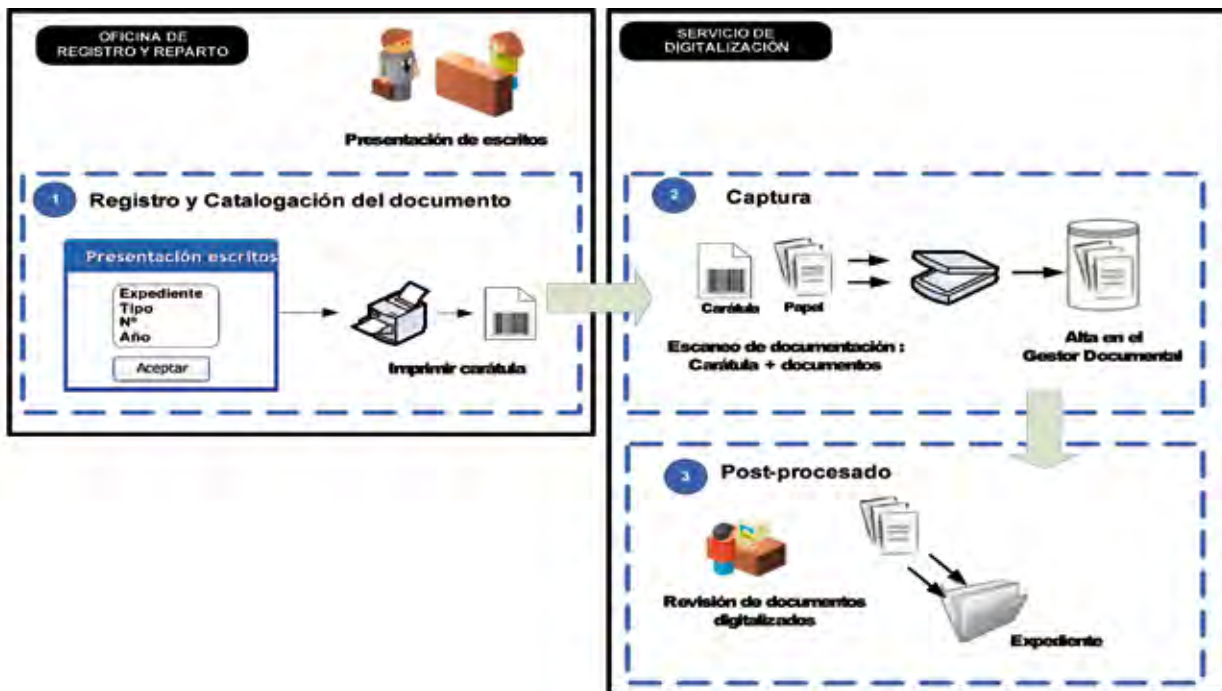 OFICINA DE
REGISTRO Y REPARTO
Presentación de escritos
1
Registro y Catalogación del documento
Presentación escritos
Expediente
Tipo
Nº
Año
Aceptar
Imprimir carátula
SERVICIO DE
DIGITALIZACIÓN
2
Captura
Carátula
Papel
Escaneo de documentación :
Carátula + documentos
Alta en el
Gestor Documental
3
Post-procesado
Revisión de documentos
digitalizados
Expediente